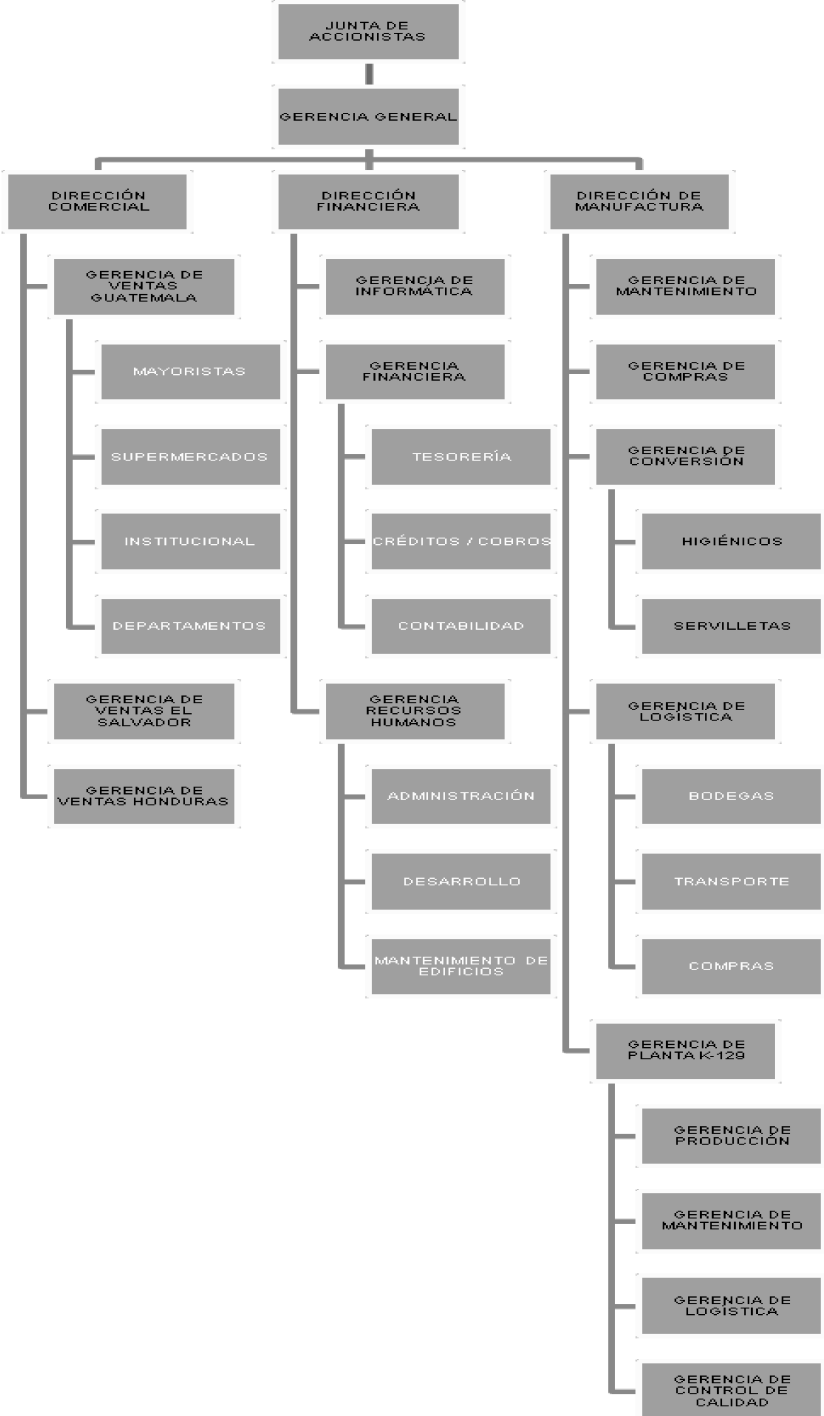 JUNTA DE
ACCIONISTAS
GERENCIA GENERAL
DIRECCIÓN
COMERCIAL
GERENCIA DE
VENTAS
GUATEMALA
MAYORISTAS
SUPERMERCADOS
INSTITUCIONAL
DEPARTAMENTOS
GERENCIA DE
VENTAS EL
SALVADOR
GERENCIA DE
VENTAS HONDURAS
DIRECCIÓN
FINANCIERA
GERENCIA DE
INFORMÁTICA
GERENCIA
FINANCIERA
TESORERÍA
CRÉDITOS / COBROS
CONTABILIDAD
GERENCIA
RECURSOS
HUMANOS
ADMINISTRACIÓN
DESARROLLO
MANTENIMIENTO DE
EDIFICIOS
DIRECCIÓN DE
MANUFACTURA
GERENCIA DE
MANTENIMIENTO
GERENCIA DE
COMPRAS
GERENCIA DE
CONVERSIÓN
HIGIÉNICOS
SERVILLETAS
GERENCIA DE
LOGÍSTICA
BODEGAS
TRANSPORTE
COMPRAS
GERENCIA DE
PLANTA K-129
GERENCIA DE
PRODUCCIÓN
GERENCIA DE
MANTENIMIENTO
GERENCIA DE
LOGÍSTICA
GERENCIA DE
CONTROL DE
CALIDAD